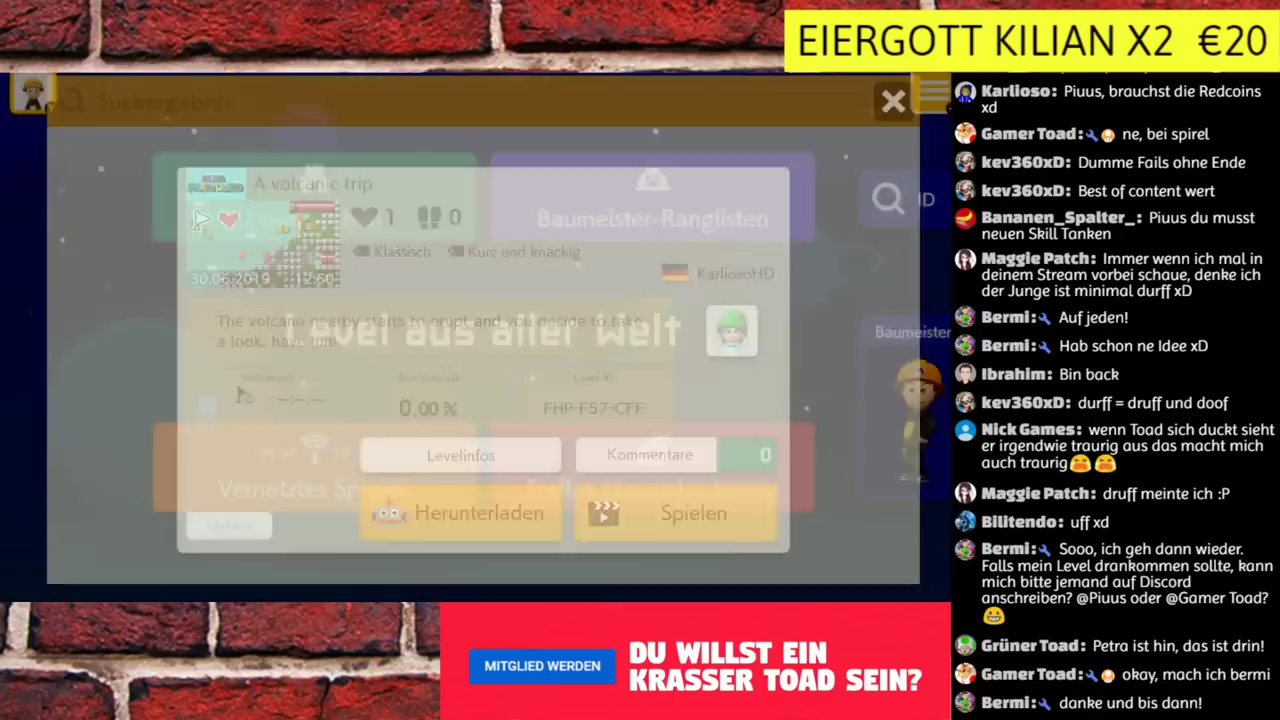 EIERGOTT KILIAN X2 €20
Suchergebnis
A volcanic trip
1 0
Klassisch Kurz und knackig
30.06.2019 12:50
KarliosoHD
The volcano nearby starts to erupt and you decide to take
a look, have fun!
Level aus aller Welt
Baumeister-Ranglisten
ID
Baumeister
Level-ID
0,00 %
FHP-F57-CFF
Levelinfos
Kommentare 0
Vernetztes Sp
Herunterladen
Spielen
Karlioso: Piuus, brauchst die Redcoins
xd
Gamer Toad: ne, bei spirel
kev360xD: Dumme Fails ohne Ende
kev360xD: Best of content wert
Bananen_Spalter_: Piuus du musst
neuen Skill Tanken
Maggie Patch: Immer wenn ich mal in
deinem Stream vorbei schaue, denke ich
der Junge ist minimal durff xD
Bermi: Auf jeden!
Bermi: Hab schon ne Idee xD
Ibrahim: Bin back
kev360xD: durff = druff und doof
Nick Games: wenn Toad sich duckt sieht
er irgendwie traurig aus das macht mich
auch traurig😫😫
Maggie Patch: druff meinte ich :P
Bilitendo: uff xd
Bermi: Sooo, ich geh dann wieder.
Falls mein Level drankommen sollte, kann
mich bitte jemand auf Discord
anschreiben? @Piuus oder @Gamer Toad?
😁
Grüner Toad: Petra ist hin, das ist drin!
Gamer Toad: okay, mach ich bermi
Bermi: danke und bis dann!
MITGLIED WERDEN
DU WILLST EIN
KRASSER TOAD SEIN?